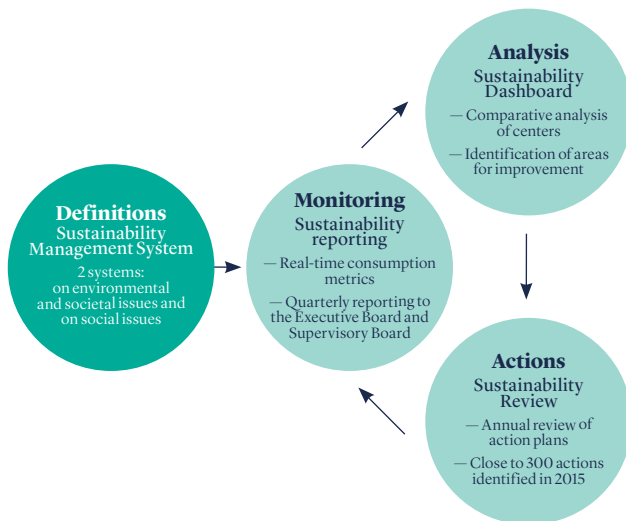 Definitions
Sustainability
Management System
2 systems:
on environmental
and societal issues and
on social issues
Monitoring
Sustainability
reporting
— Real-time consumption
metrics
— Quarterly reporting to
the Executive Board and
Supervisory Board
Analysis
Sustainability
Dashboard
— Comparative analysis
of centers
— Identification of areas
for improvement
Actions
Sustainability
Review
— Annual review of
action plans
— Close to 300 actions
identified in 2015